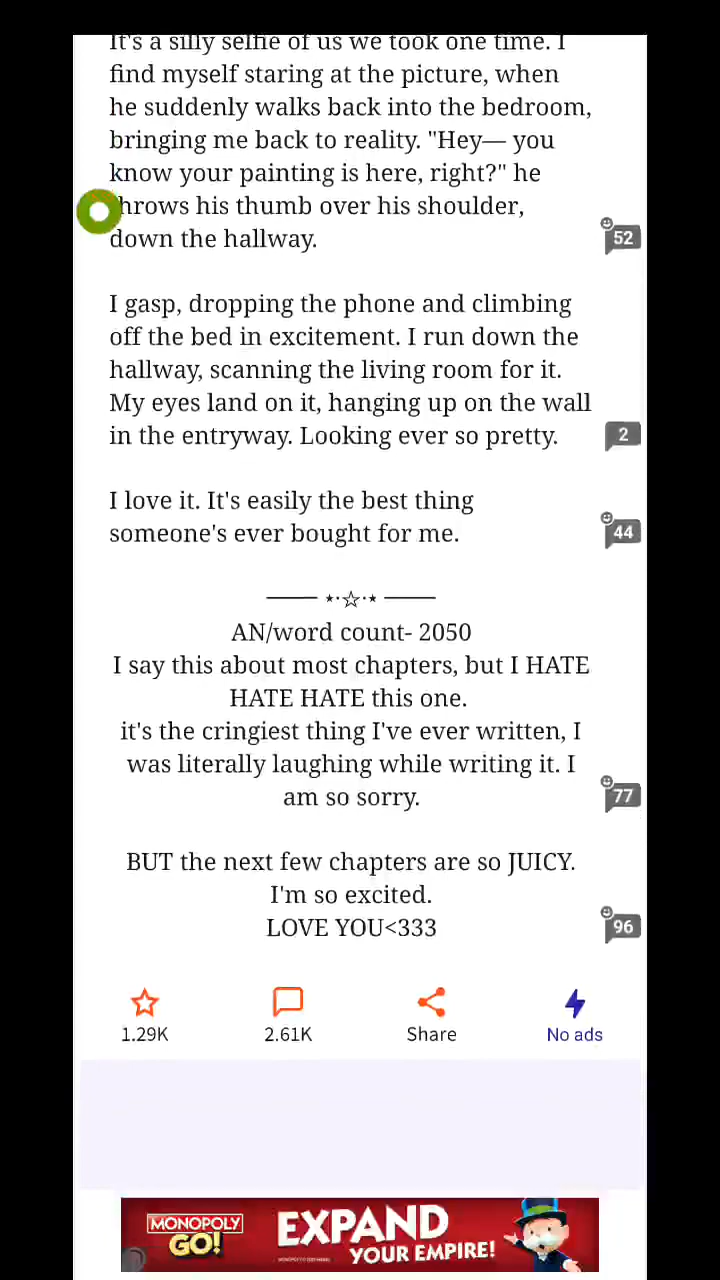 It's a silly selfie of us we took one time. I
find myself staring at the picture, when
he suddenly walks back into the bedroom,
bringing me back to reality. "Hey— you
know your painting is here, right?" he
hrows his thumb over his shoulder,
down the hallway.
52
I gasp, dropping the phone and climbing
off the bed in excitement. I run down the
hallway, scanning the living room for it.
My eyes land on it, hanging up on the wall
in the entryway. Looking ever so pretty.
2
I love it. It's easily the best thing
someone's ever bought for me.
44
AN/word count- 2050
I say this about most chapters, but I HATE
HATE HATE this one.
it's the cringiest thing I've ever written, I
was literally laughing while writing it. I
am so sorry.
77
BUT the next few chapters are so JUICY.
I'm so excited.
LOVE YOU<333
96
1.29K 2.61K Share No ads
MONOPOLY GO!
EXPAND
YOUR EMPIRE!